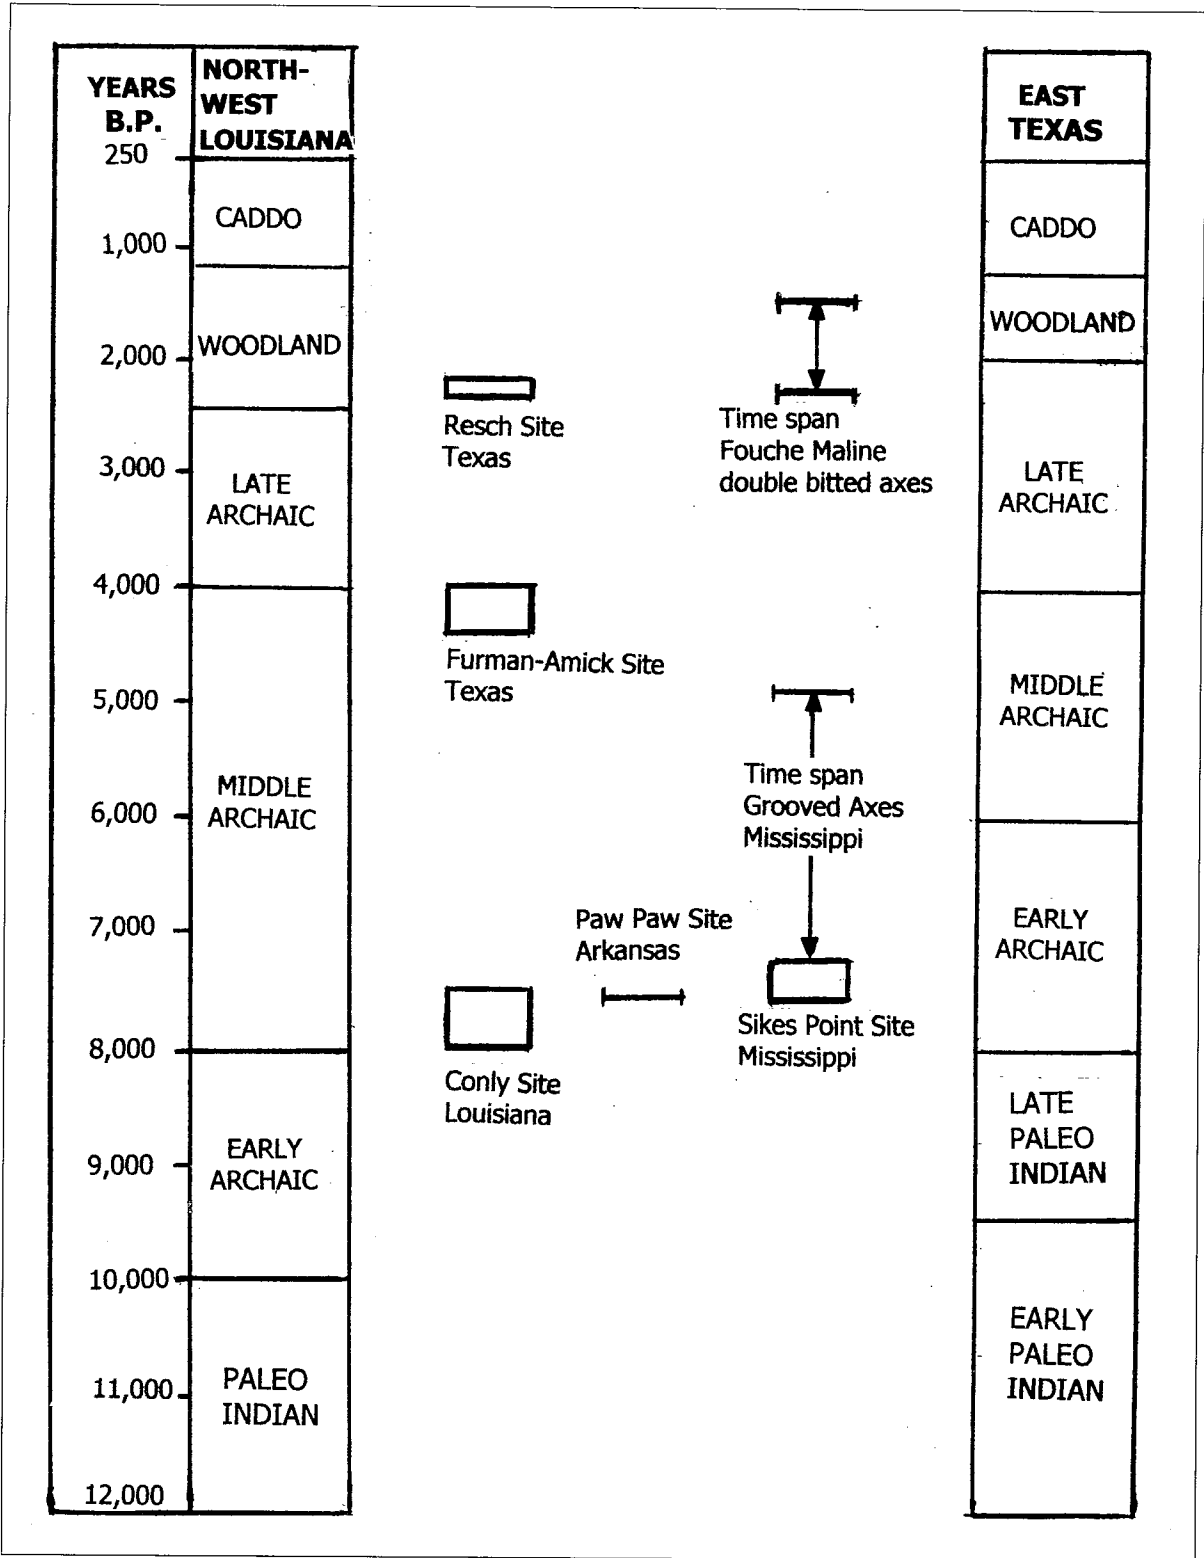 YEARS
B.P.
250
1,000
2,000
3,000
4,000
5,000
6,000
7,000
8,000
9,000
10,000
11,000
12,000
NORTH-
WEST
LOUISIANA
CADDO
WOODLAND
LATE
ARCHAIC
MIDDLE
ARCHAIC
EARLY
ARCHAIC
PALEO
INDIAN
Resch Site
Texas
Furman-Amick Site
Texas
Conly Site
Louisiana
Paw Paw Site
Arkansas
Time span
Fouche Maline
double bitted axes
Time span
Grooved Axes
Mississippi
Sikes Point Site
Mississippi
EAST
TEXAS
CADDO
WOODLAND
LATE
ARCHAIC
MIDDLE
ARCHAIC
EARLY
ARCHAIC
LATE
PALEO
INDIAN
EARLY
PALEO
INDIAN